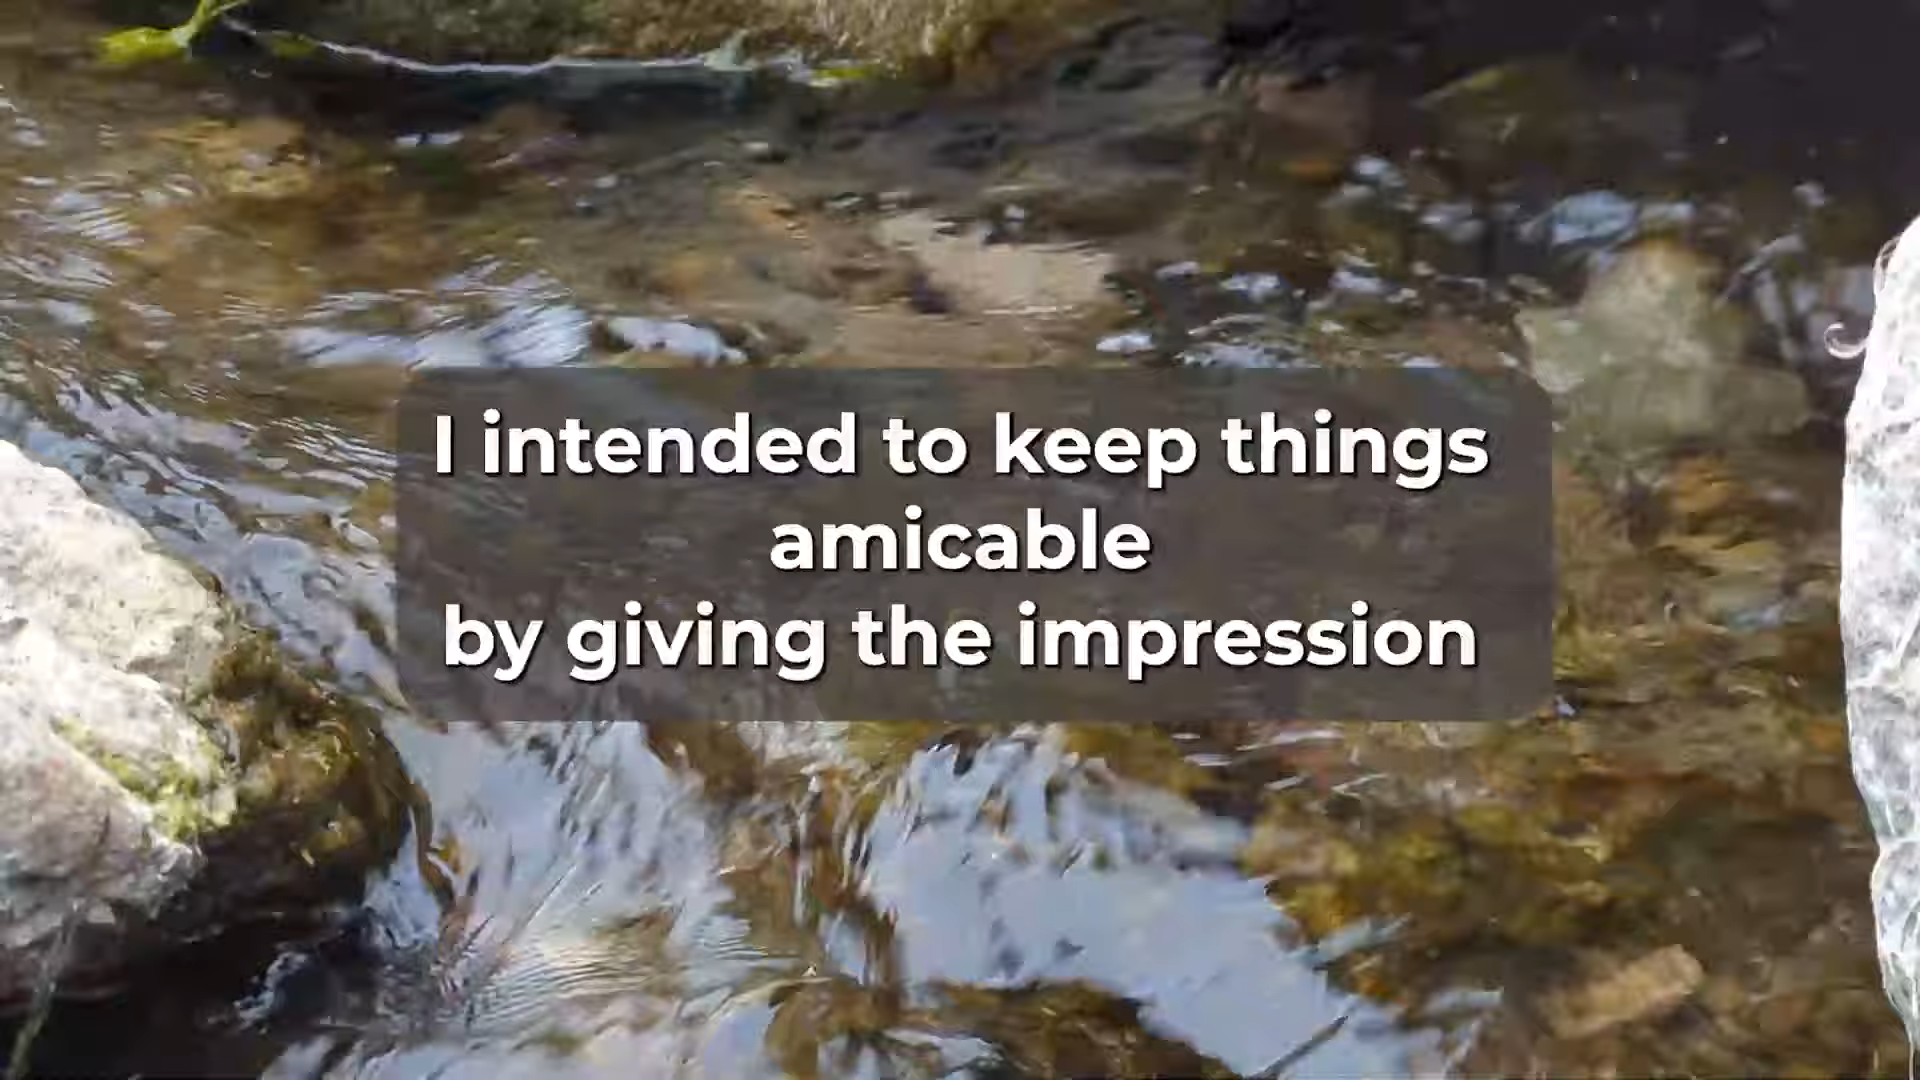 I intended to keep things
amicable
by giving the impression